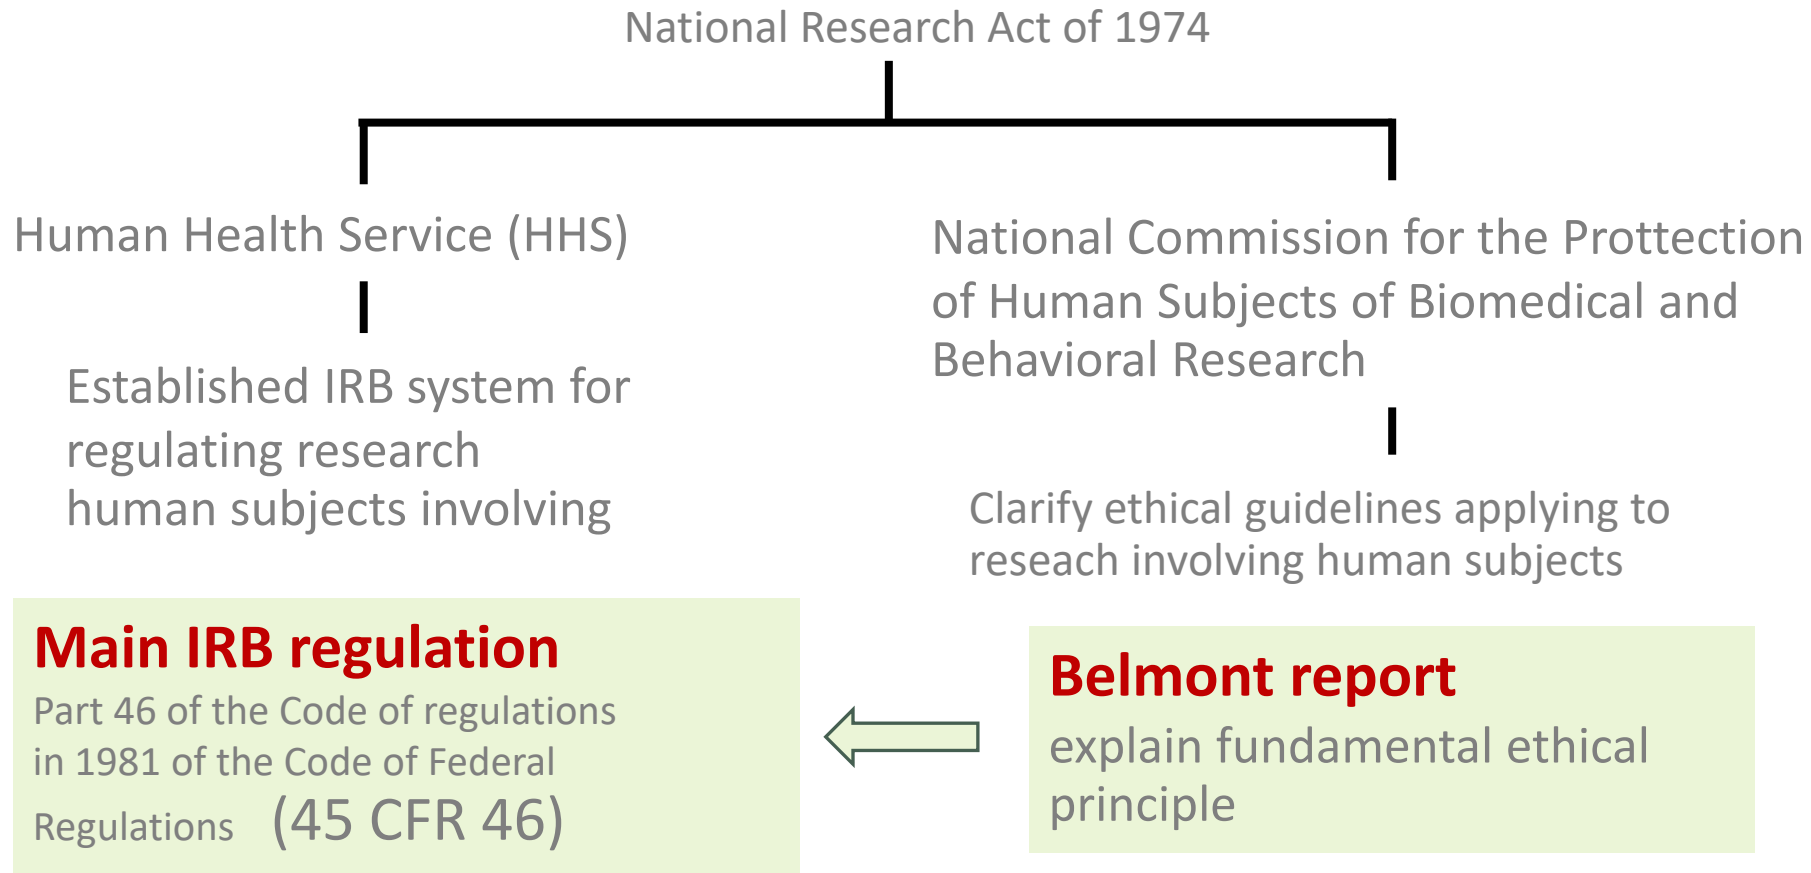 National Research Act of 1974
Human Health Service (HHS)
Established IRB system for
regulating research
human subjects involving
Main IRB regulation
Part 46 of the Code of regulations
in 1981 of the Code of Federal
Regulations (45 CFR 46)
National Commission for the Prottection
of Human Subjects of Biomedical and
Behavioral Research
Clarify ethical guidelines applying to
reseach involving human subjects
Belmont report
explain fundamental ethical
principle